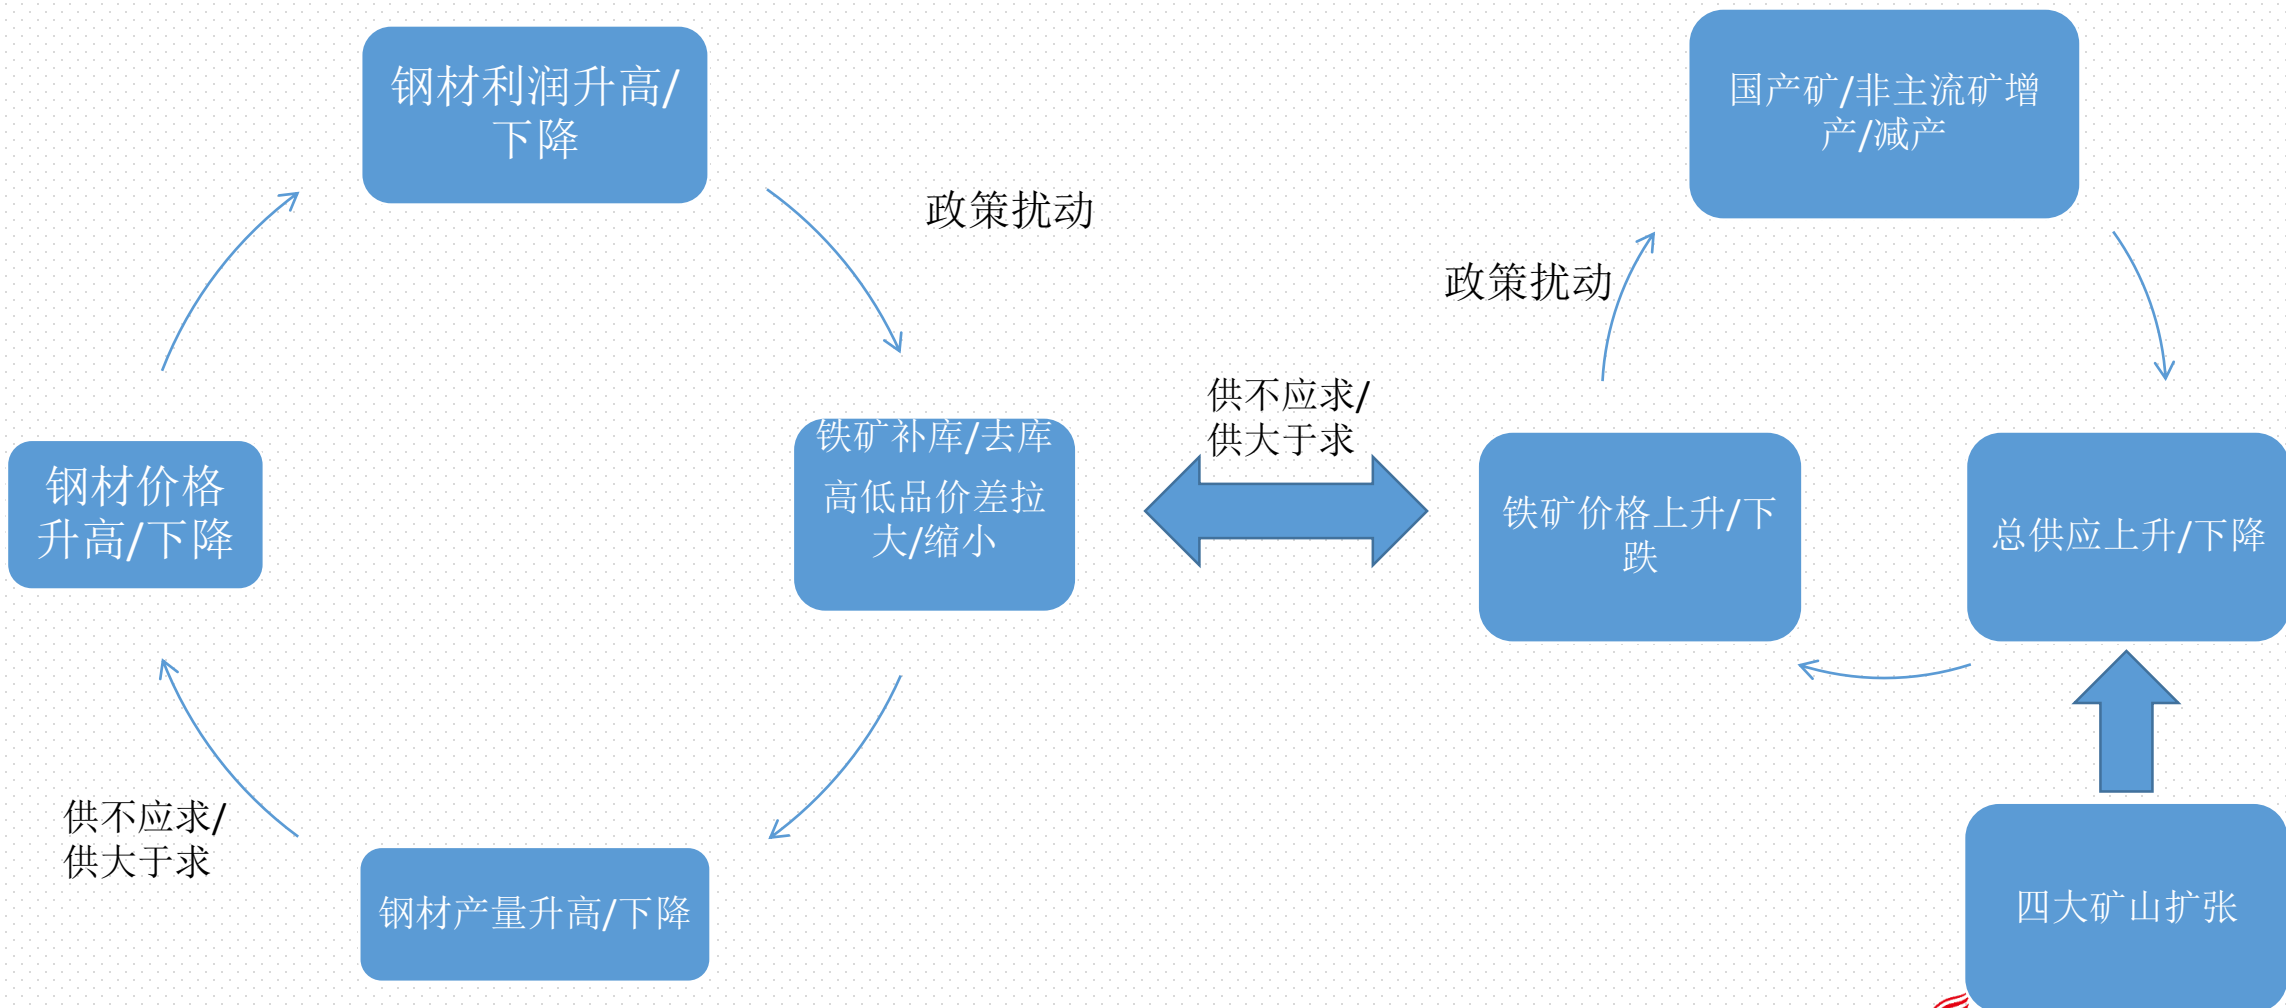 钢材利润升高/
下降
政策扰动
铁矿补库/去库
高低品价差拉
大/缩小
钢材产量升高/下降
供不应求/
供大于求
钢材价格
升高/下降
供不应求/
供大于求
国产矿/非主流矿增
产/减产
政策扰动
铁矿价格上升/下
跌
总供应上升/下降
四大矿山扩张